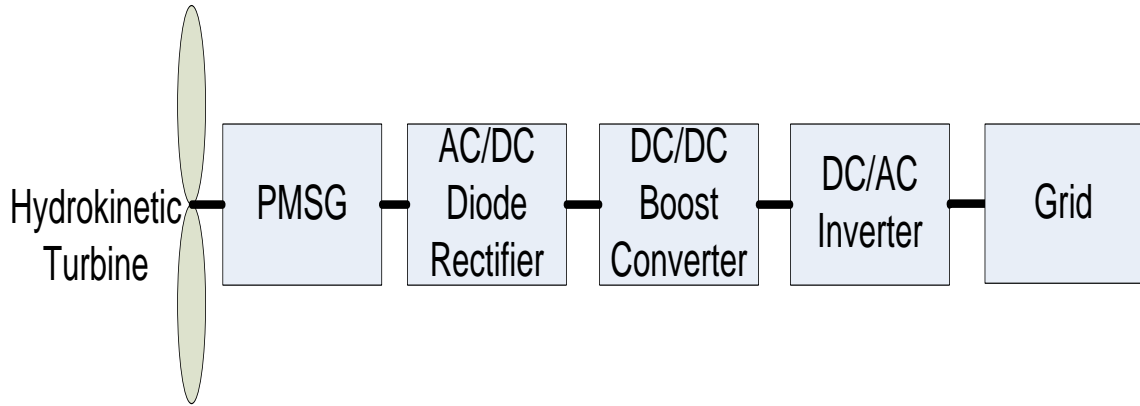 Hydrokinetic
Turbine
PMSG
AC/DC
Diode
Rectifier
DC/DC
Boost
Converter
DC/AC
Inverter
Grid